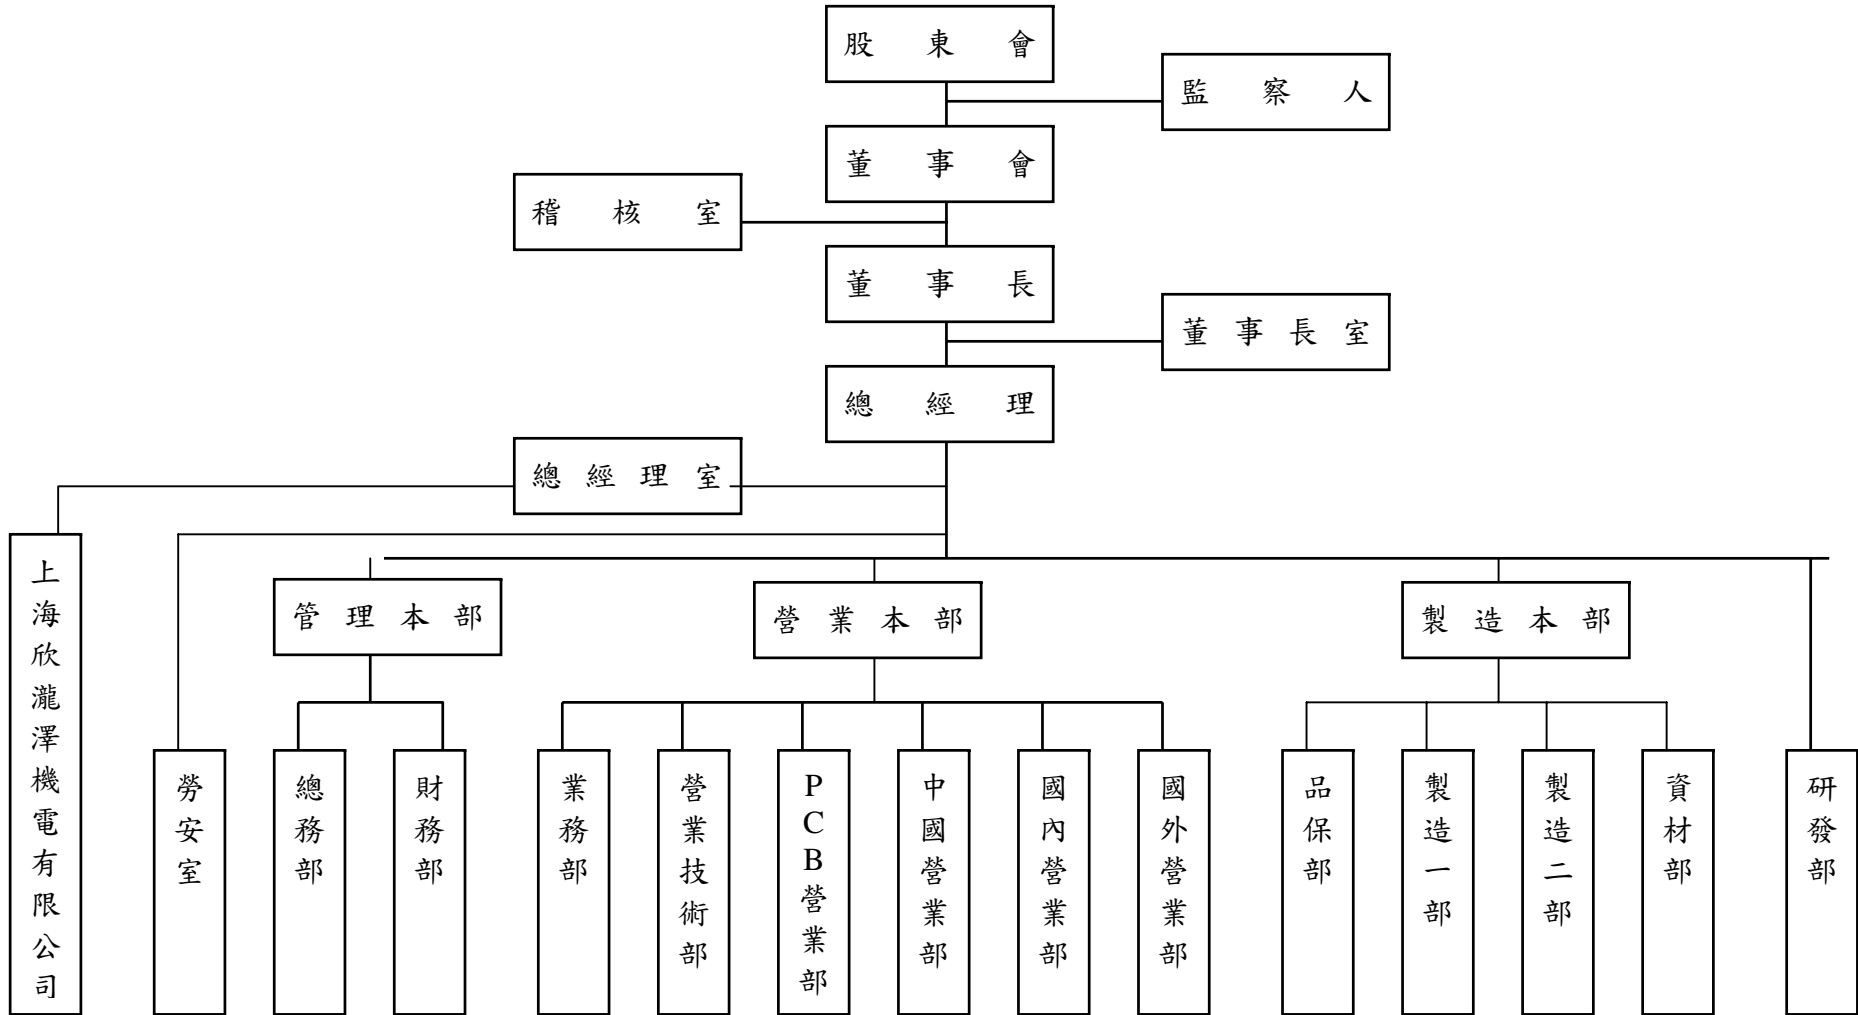 股東會
監察人
董事會
稽核室
董事長
董事長室
總經理
總經理室
上海欣瀧澤機電有限公司
管理本部
營業本部
製造本部
勞安室
總務部
財務部
業務部
營業技術部
PCB營業部
中國營業部
國內營業部
國外營業部
品保部
製造一部
製造二部
資材部
研發部